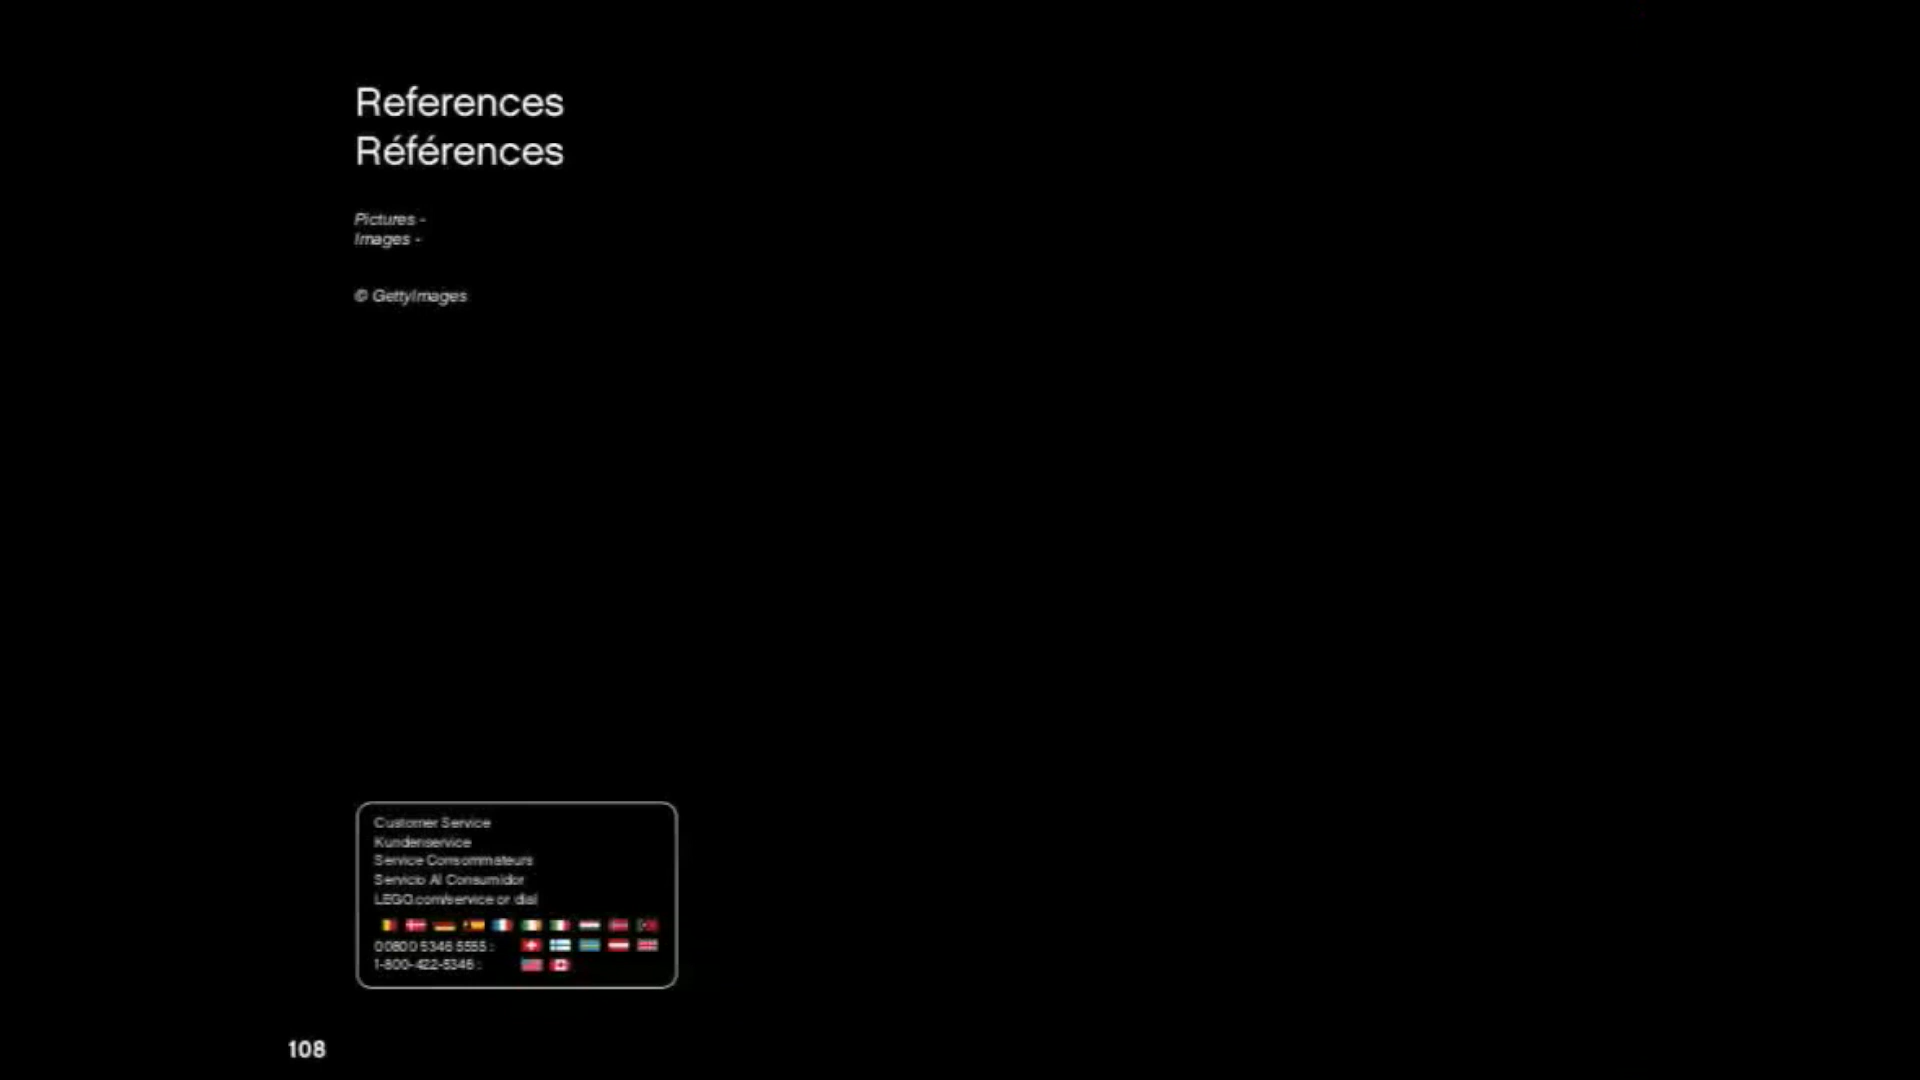 References
Références
Pictures -
Images -
© GettyImages
Customer Service
Kundenservice
Service Consommateurs
Servicio Al Consumidor
LEGO.com/service or dial
00800 5346 5555 :
1-800-422-5346 :
108